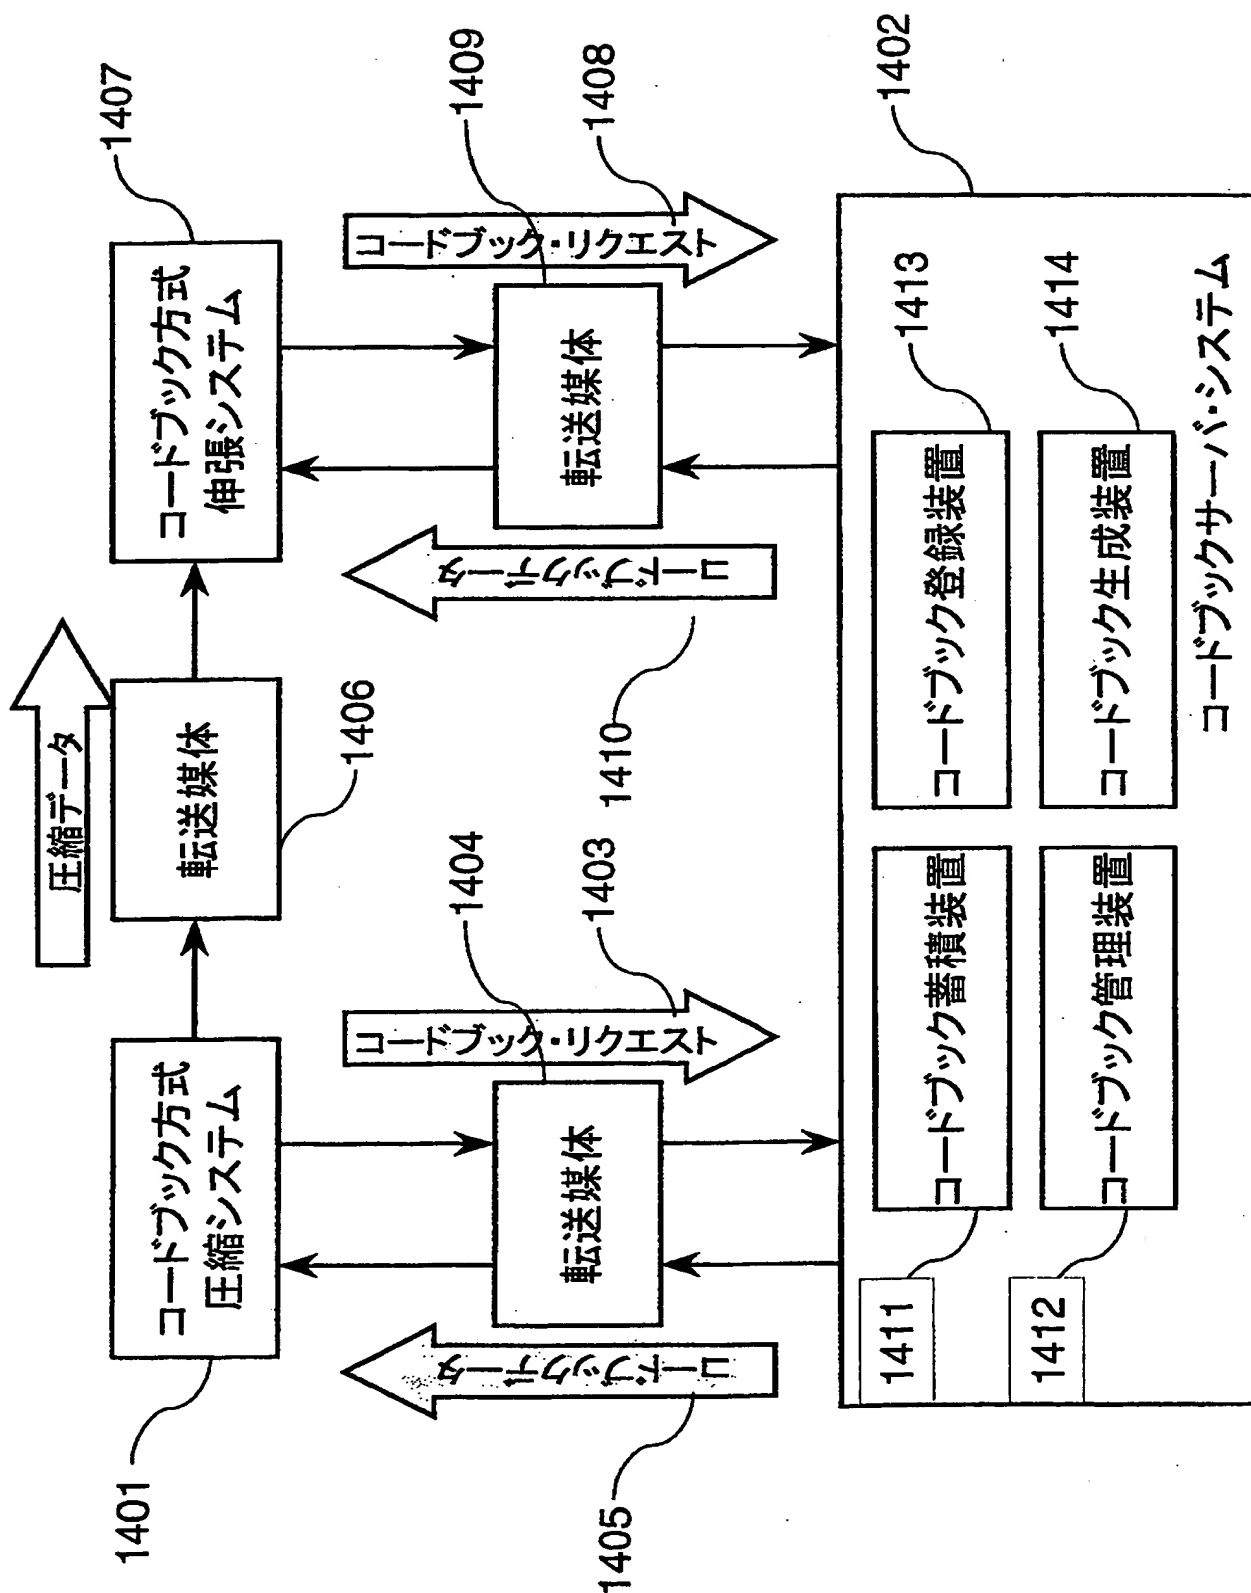 圧縮データ
1401
コードブック方式
圧縮システム
転送媒体
1406
コードブック方式
伸張システム
1407
1405
コードブックデータ
転送媒体
1404
コードブック・リクエスト
1403
1410
コードブックデータ
転送媒体
1409
コードブック・リクエスト
1408
1402
1411
コードブック蓄積装置
コードブック登録装置
1413
1412
コードブック管理装置
コードブック生成装置
1414
コードブックサーバ・システム